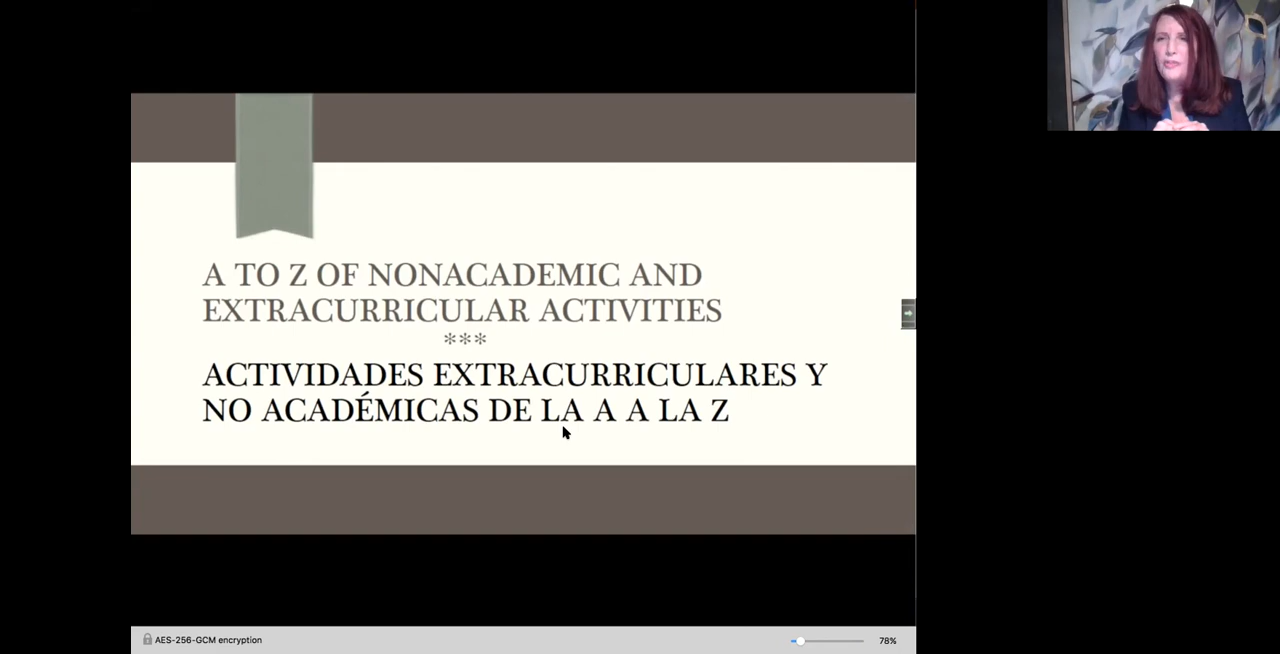 A TO Z OF NONACADEMIC AND
EXTRACURRICULAR ACTIVITIES
***
ACTIVIDADES EXTRACURRICULARES Y
NO ACADÉMICAS DE LA A A LA Z
AES-256-GCM encryption
78%